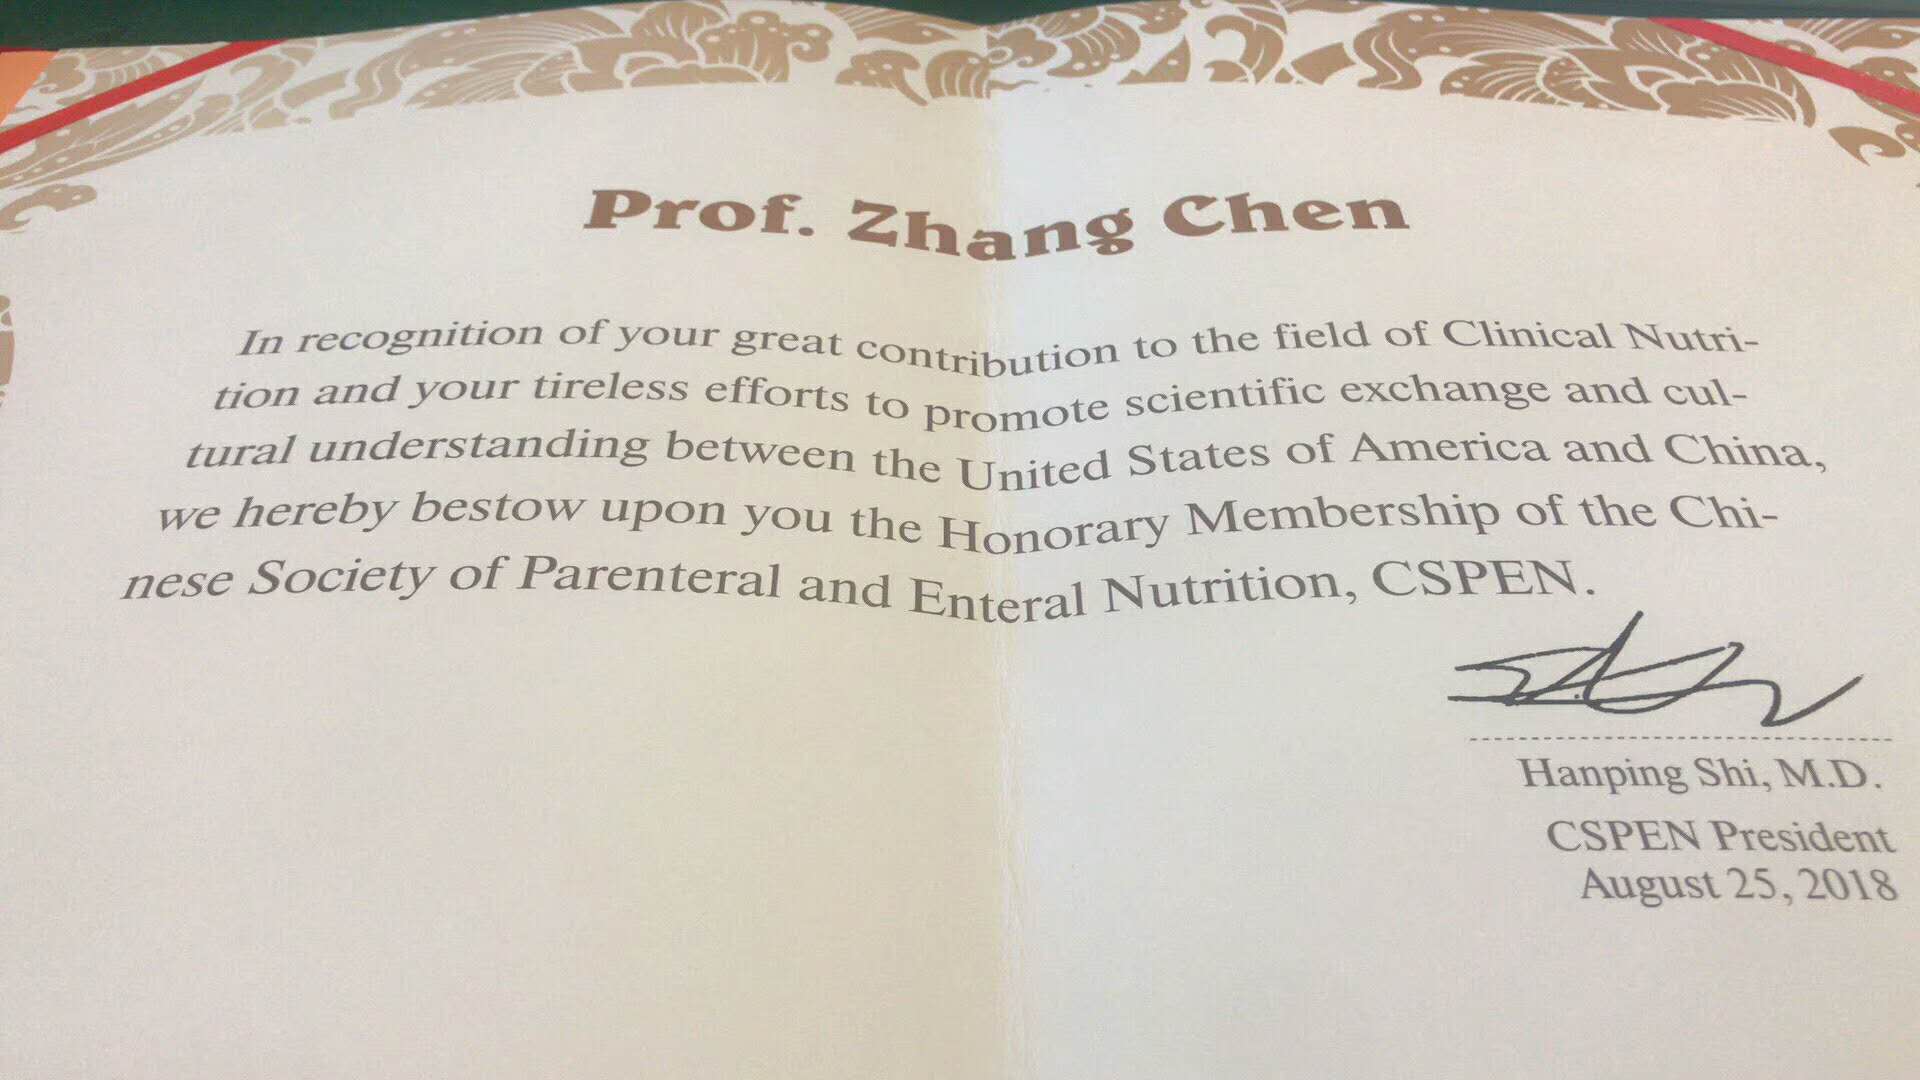 Prof. Zhang Chen
In recognition of your great contribution to the field of Clinical Nutri-
tion and your tireless efforts to promote scientific exchange and cul-
tural understanding between the United States of America and China,
we hereby bestow upon you the Honorary Membership of the Chi-
nese Society of Parenteral and Enteral Nutrition, CSPEN.
Hanping Shi, M.D.
CSPEN President
August 25, 2018